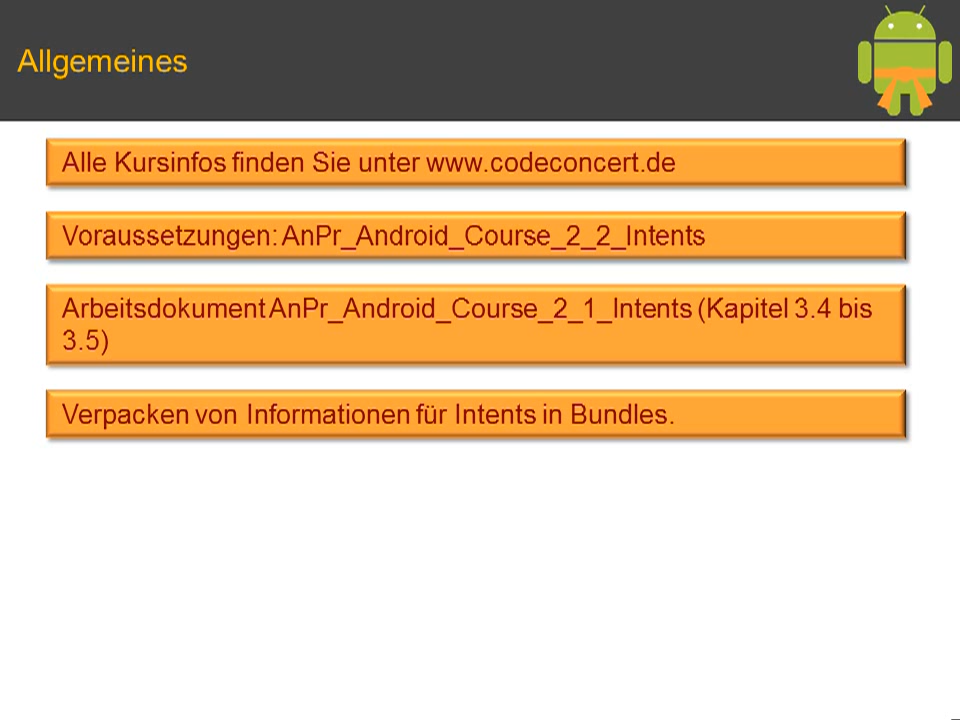 Allgemeines
Alle Kursinfos finden Sie unter www.codeconcert.de
Voraussetzungen: AnPr_Android_Course_2_2_Intents
Arbeitsdokument AnPr_Android_Course_2_1_Intents (Kapitel 3.4 bis
3.5)
Verpacken von Informationen für Intents in Bundles.